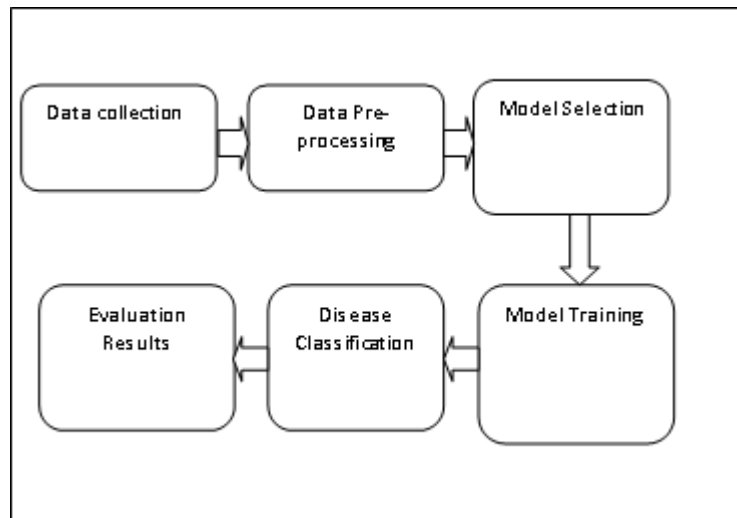 Data collection
Data Pre-
processing
Model Selection
Model Training
Disease
Classification
Evaluation
Results